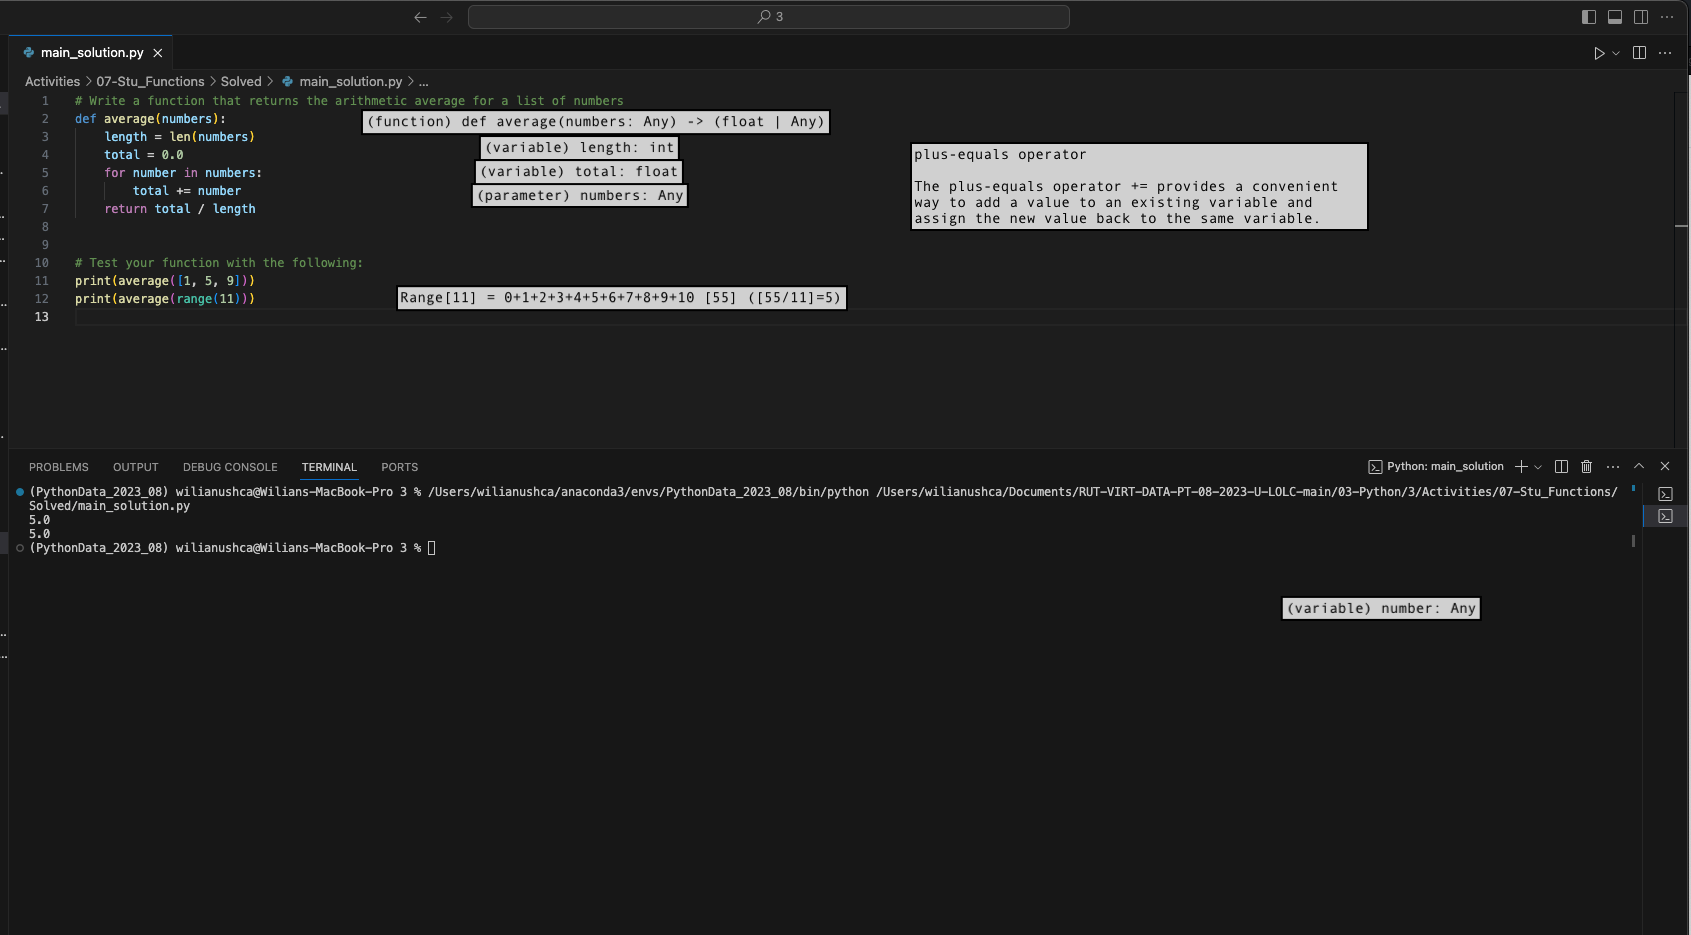 3
main_solution.py
Activities > 07-Stu_Functions > Solved > main_solution.py > ...
1 # Write a function that returns the arithmetic average for a list of numbers
2 def average(numbers):
(function) def average(numbers: Any) -> (float | Any)
3 length = len(numbers)
(variable) length: int
4 total = 0.0
plus-equals operator
5 for number in numbers:
(variable) total: float
6 total += number
(parameter) numbers: Any
The plus-equals operator += provides a convenient
way to add a value to an existing variable and
assign the new value back to the same variable.
7 return total / length
8
9
10 # Test your function with the following:
11 print(average([1, 5, 9]))
12 print(average(range(11)))
Range[11] = 0+1+2+3+4+5+6+7+8+9+10 [55] ([55/11]=5)
13
PROBLEMS OUTPUT DEBUG CONSOLE TERMINAL PORTS
Python: main_solution
(PythonData_2023_08) wilianushca@Wilians-MacBook-Pro 3 % /Users/wilianushca/anaconda3/envs/PythonData_2023_08/bin/python /Users/wilianushca/Documents/RUT-VIRT-DATA-PT-08-2023-U-LOLC-main/03-Python/3/Activities/07-Stu_Functions/
Solved/main_solution.py
5.0
5.0
(PythonData_2023_08) wilianushca@Wilians-MacBook-Pro 3 %
(variable) number: Any